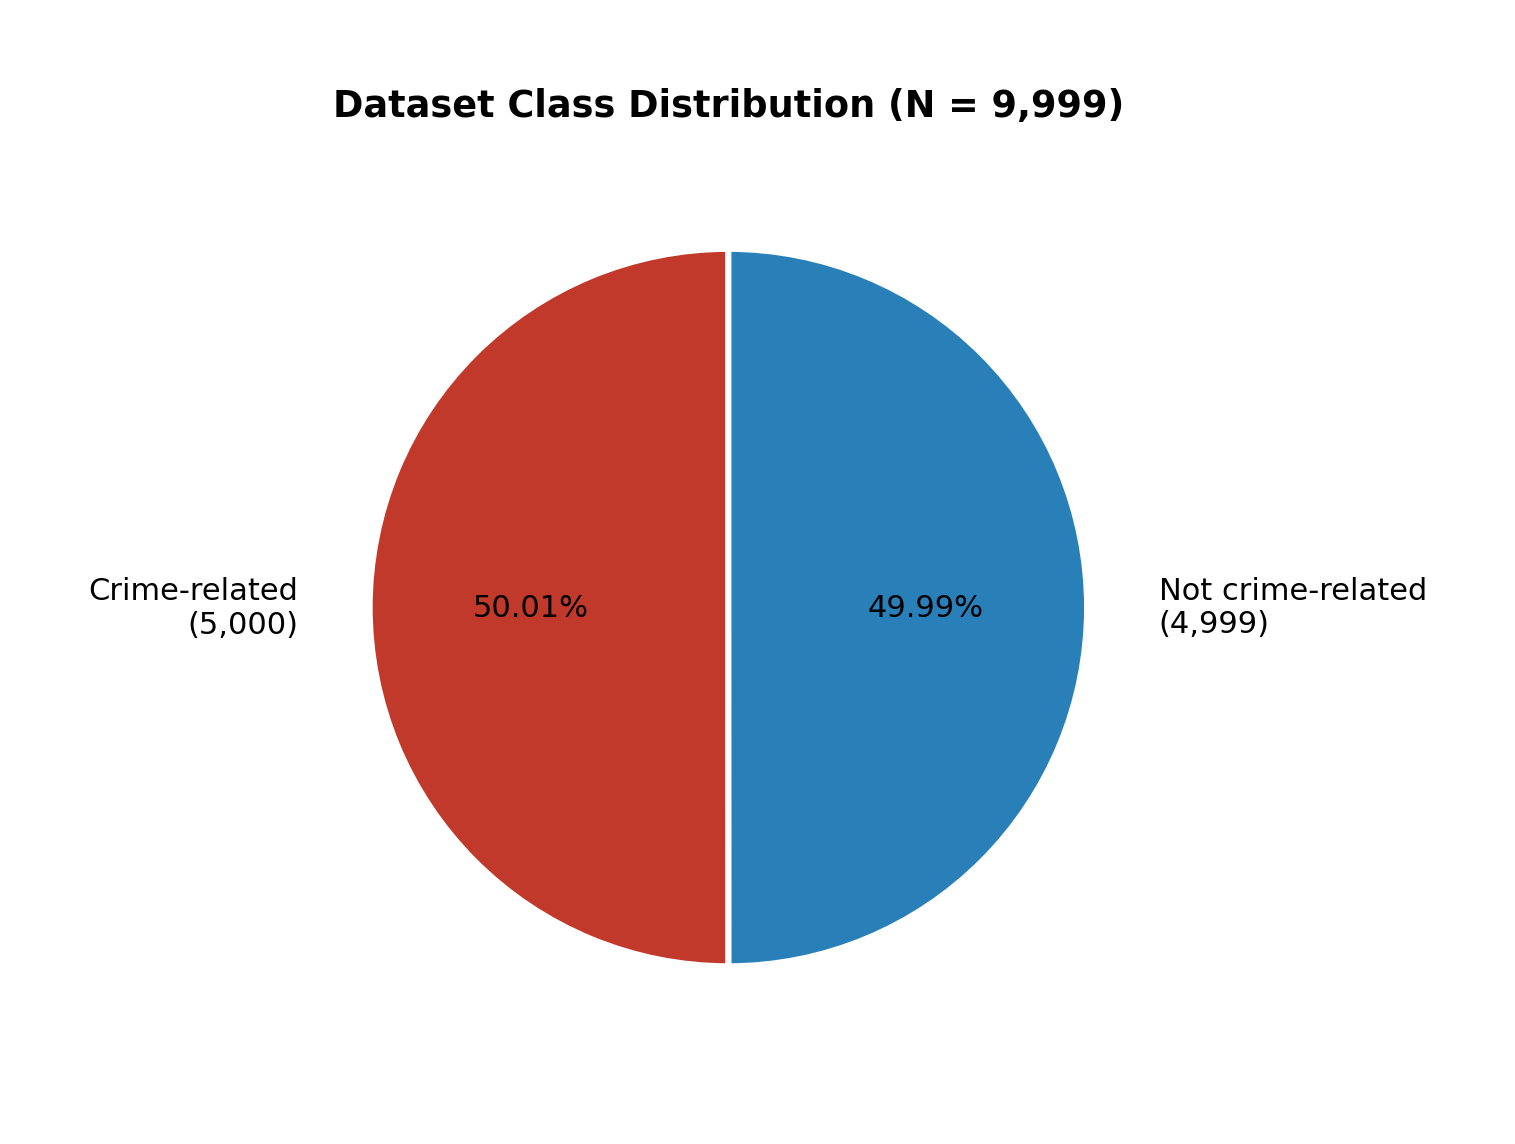 Dataset Class Distribution (N = 9,999)
Crime-related
(5,000)
50.01%
49.99%
Not crime-related
(4,999)